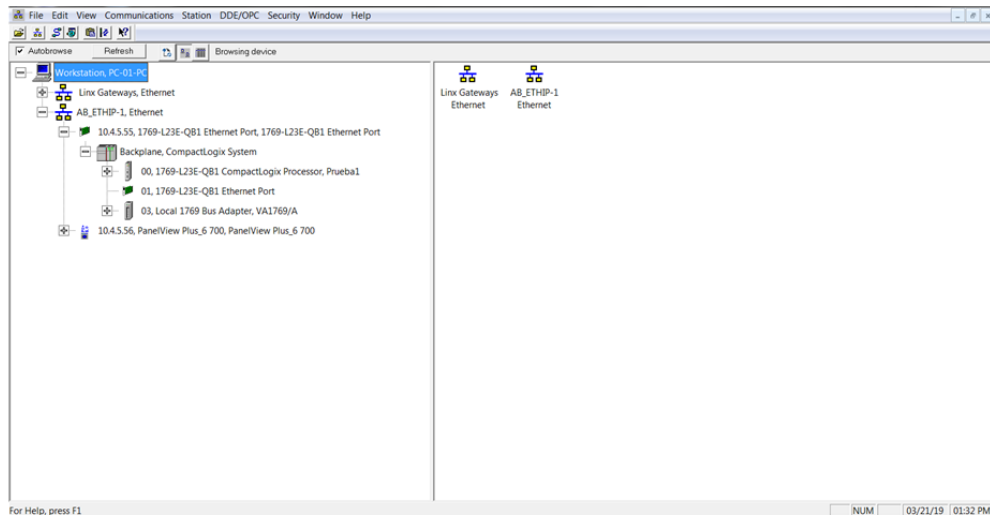 File Edit View Communications Station DDE/OPC Security Window Help
Autobrowse Refresh Browsing device
Workstation, PC-01-PC
Linx Gateways, Ethernet
AB_ETHIP-1, Ethernet
10.4.5.55, 1769-L23E-QB1 Ethernet Port, 1769-L23E-QB1 Ethernet Port
Backplane, CompactLogix System
00, 1769-L23E-QB1 CompactLogix Processor, Prueba1
01, 1769-L23E-QB1 Ethernet Port
03, Local 1769 Bus Adapter, VA1769/A
10.4.5.56, PanelView Plus_6 700, PanelView Plus_6 700
Linx Gateways
Ethernet
AB_ETHIP-1
Ethernet
For Help, press F1
NUM 03/21/19 01:32 PM